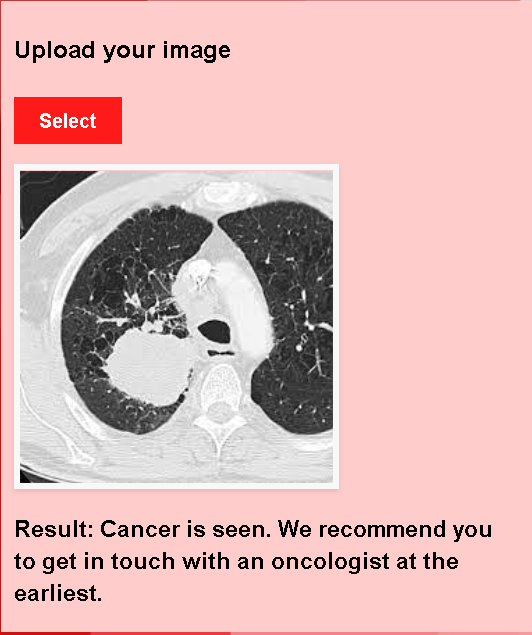 Upload your image
Select
Result: Cancer is seen. We recommend you
to get in touch with an oncologist at the
earliest.